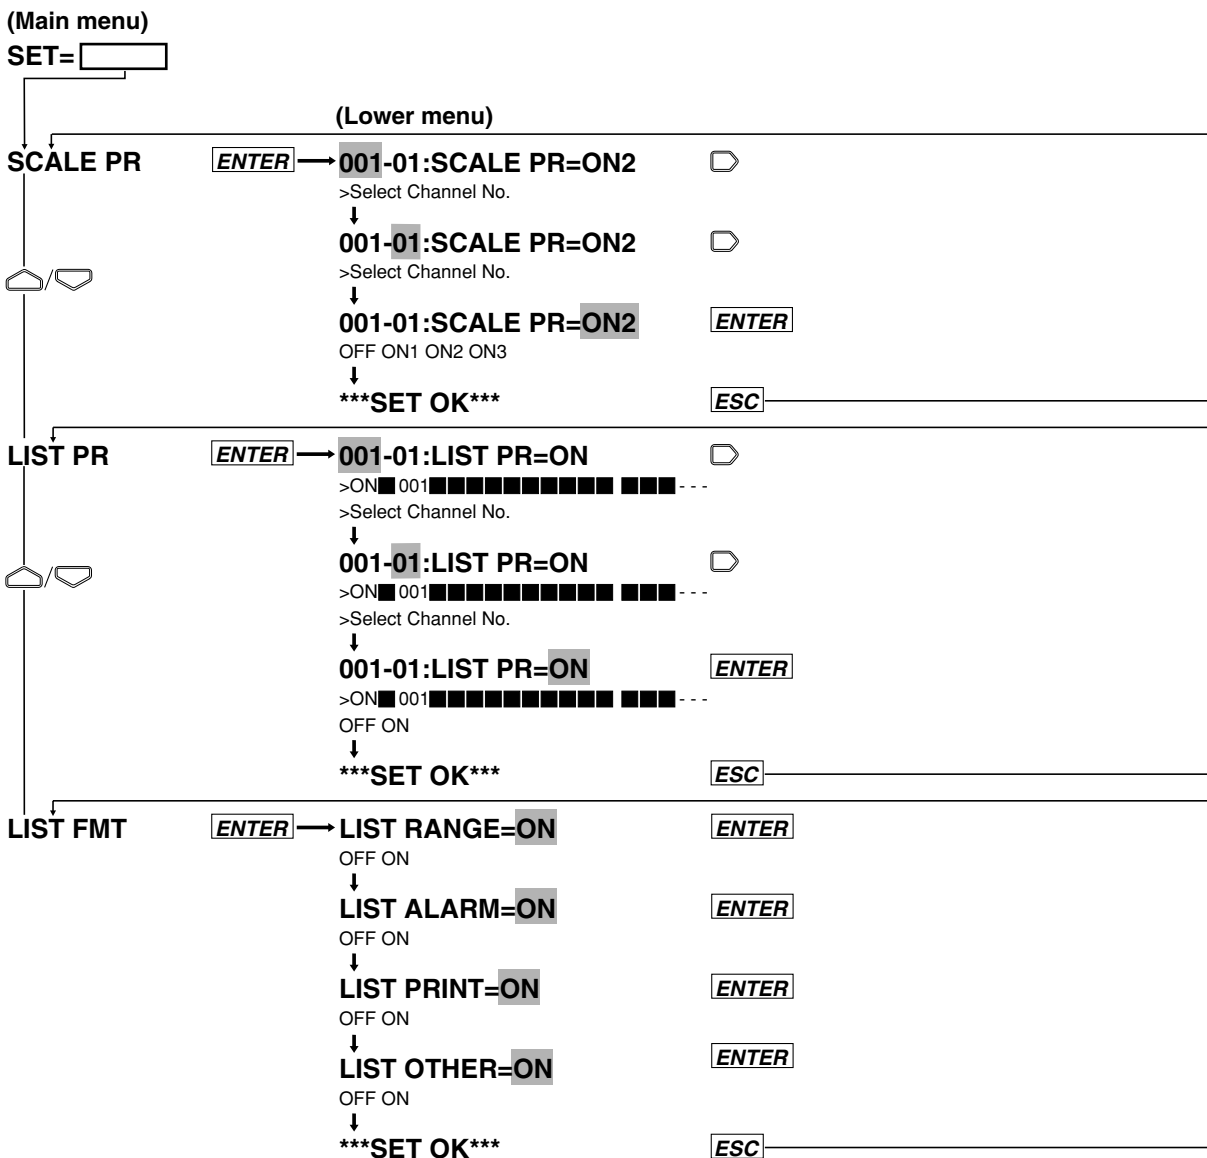 (Main menu)
SET=
(Lower menu)
SCALE PR ENTER 001-01:SCALE PR=ON2
>Select Channel No.
001-01:SCALE PR=ON2
>Select Channel No.
/
001-01:SCALE PR=ON2 ENTER
OFF ON1 ON2 ON3
***SET OK*** ESC
LIST PR ENTER 001-01:LIST PR=ON
>ON■ 001■■■■■■■■■■ ■■■- - -
>Select Channel No.
001-01:LIST PR=ON
/
>ON■ 001■■■■■■■■■■ ■■■- - -
>Select Channel No.
001-01:LIST PR=ON ENTER
>ON■ 001■■■■■■■■■■ ■■■- - -
OFF ON
***SET OK*** ESC
LIST FMT ENTER LIST RANGE=ON ENTER
OFF ON
LIST ALARM=ON ENTER
OFF ON
LIST PRINT=ON ENTER
OFF ON
LIST OTHER=ON ENTER
OFF ON
***SET OK*** ESC